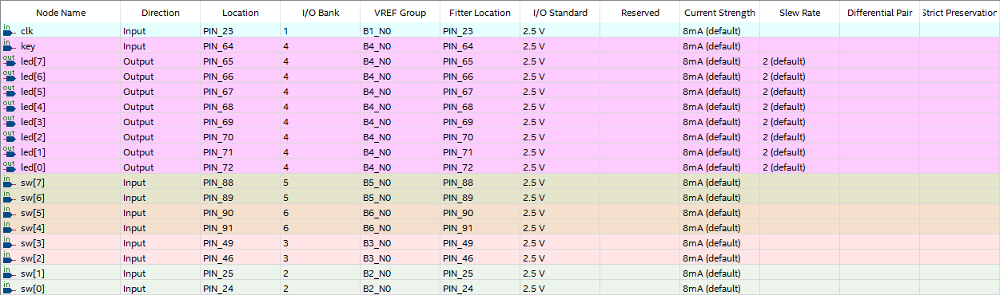 Node Name Direction Location I/O Bank VREF Group Fitter Location I/O Standard Reserved Current Strength Slew Rate Differential Pair Strict Preservation
in clk Input PIN_23 1 B1_N0 PIN_23 2.5 V 8mA (default)
in key Input PIN_64 4 B4_N0 PIN_64 2.5 V 8mA (default)
out led[7] Output PIN_65 4 B4_N0 PIN_65 2.5 V 8mA (default) 2 (default)
out led[6] Output PIN_66 4 B4_N0 PIN_66 2.5 V 8mA (default) 2 (default)
out led[5] Output PIN_67 4 B4_N0 PIN_67 2.5 V 8mA (default) 2 (default)
out led[4] Output PIN_68 4 B4_N0 PIN_68 2.5 V 8mA (default) 2 (default)
out led[3] Output PIN_69 4 B4_N0 PIN_69 2.5 V 8mA (default) 2 (default)
out led[2] Output PIN_70 4 B4_N0 PIN_70 2.5 V 8mA (default) 2 (default)
out led[1] Output PIN_71 4 B4_N0 PIN_71 2.5 V 8mA (default) 2 (default)
out led[0] Output PIN_72 4 B4_N0 PIN_72 2.5 V 8mA (default) 2 (default)
in sw[7] Input PIN_88 5 B5_N0 PIN_88 2.5 V 8mA (default)
in sw[6] Input PIN_89 5 B5_N0 PIN_89 2.5 V 8mA (default)
in sw[5] Input PIN_90 6 B6_N0 PIN_90 2.5 V 8mA (default)
in sw[4] Input PIN_91 6 B6_N0 PIN_91 2.5 V 8mA (default)
in sw[3] Input PIN_49 3 B3_N0 PIN_49 2.5 V 8mA (default)
in sw[2] Input PIN_46 3 B3_N0 PIN_46 2.5 V 8mA (default)
in sw[1] Input PIN_25 2 B2_N0 PIN_25 2.5 V 8mA (default)
in sw[0] Input PIN_24 2 B2_N0 PIN_24 2.5 V 8mA (default)